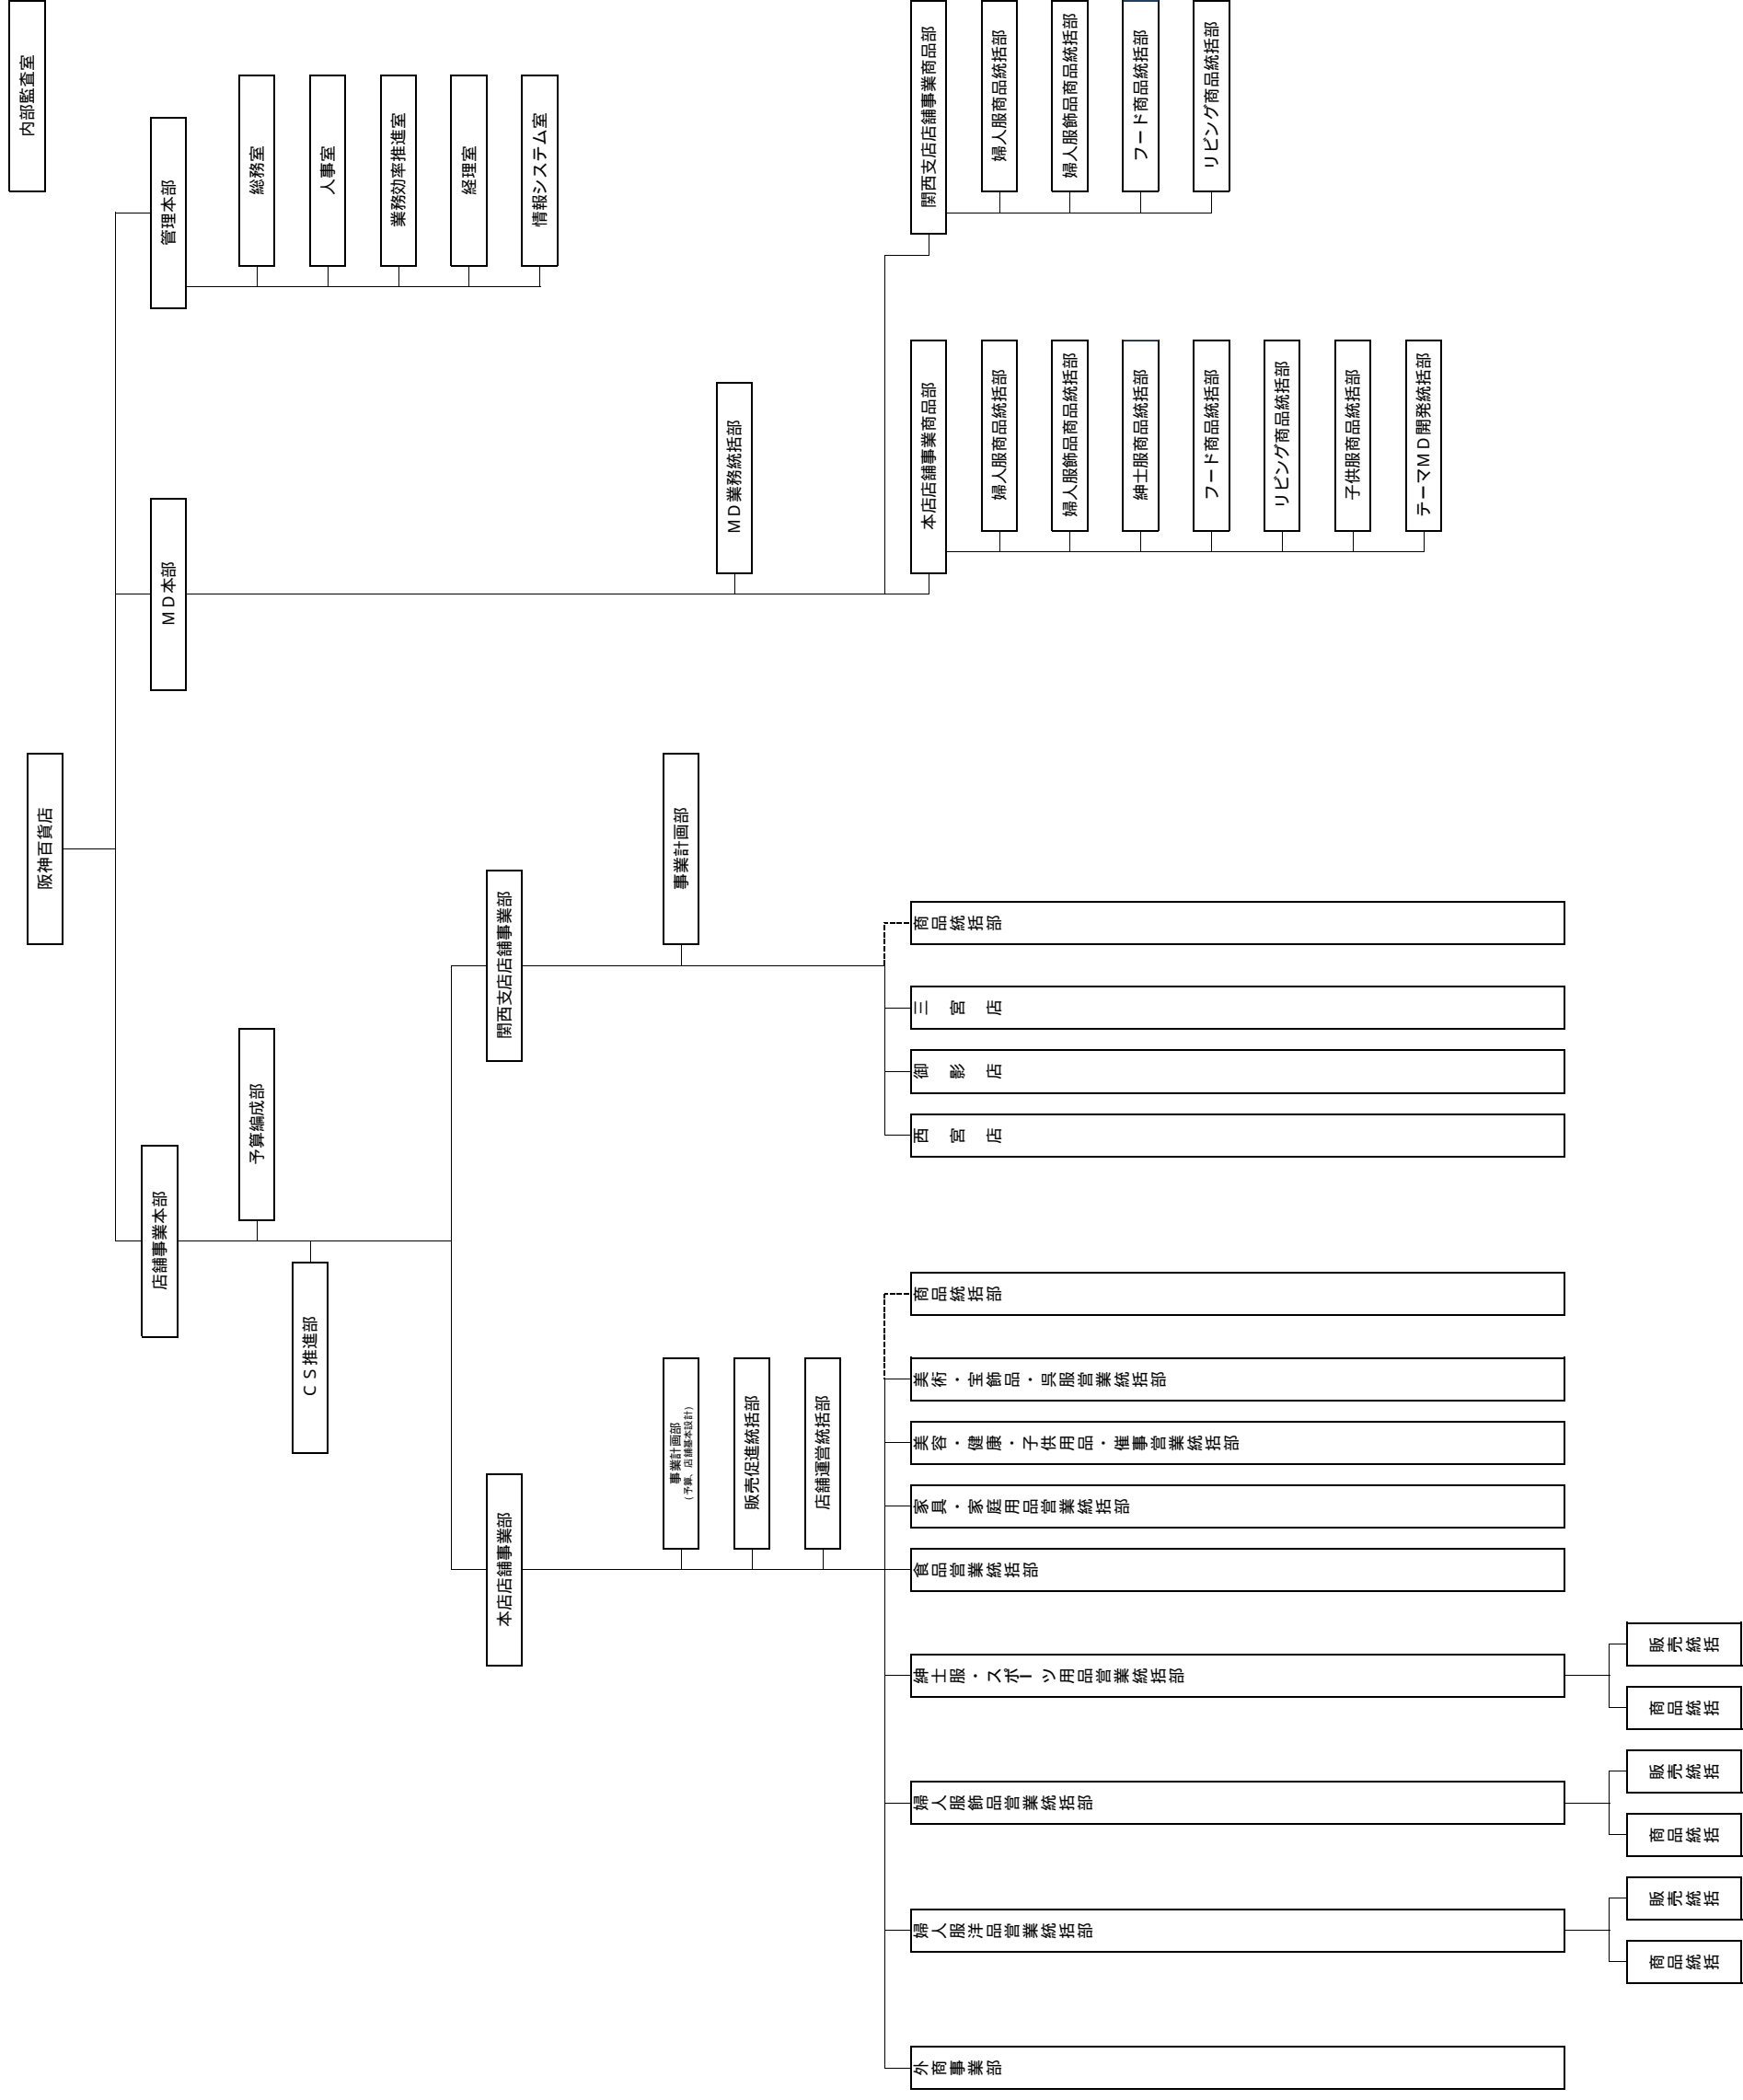 内部監査室
阪神百貨店
管理本部
総務室
人事室
業務効率推進室
経理室
情報システム室
ＭＤ本部
ＭＤ業務統括部
関西支店店舗事業商品部
婦人服商品統括部
婦人服飾品商品統括部
フード商品統括部
リビング商品統括部
本店店舗事業商品部
婦人服商品統括部
婦人服飾品商品統括部
紳士服商品統括部
フード商品統括部
リビング商品統括部
子供服商品統括部
テーマＭＤ開発統括部
店舗事業本部
予算編成部
ＣＳ推進部
関西支店店舗事業部
事業計画部
商品統括部
三　宮　店
御　影　店
西　宮　店
本店店舗事業部
事業計画部
（予算、店舗基本設計）
販売促進統括部
店舗運営統括部
商品統括部
美術・宝飾品・呉服営業統括部
美容・健康・子供用品・催事営業統括部
家具・家庭用品営業統括部
食品営業統括部
紳士服・スポーツ用品営業統括部
販売統括
商品統括
婦人服飾品営業統括部
販売統括
商品統括
婦人服洋品営業統括部
販売統括
商品統括
外商事業部